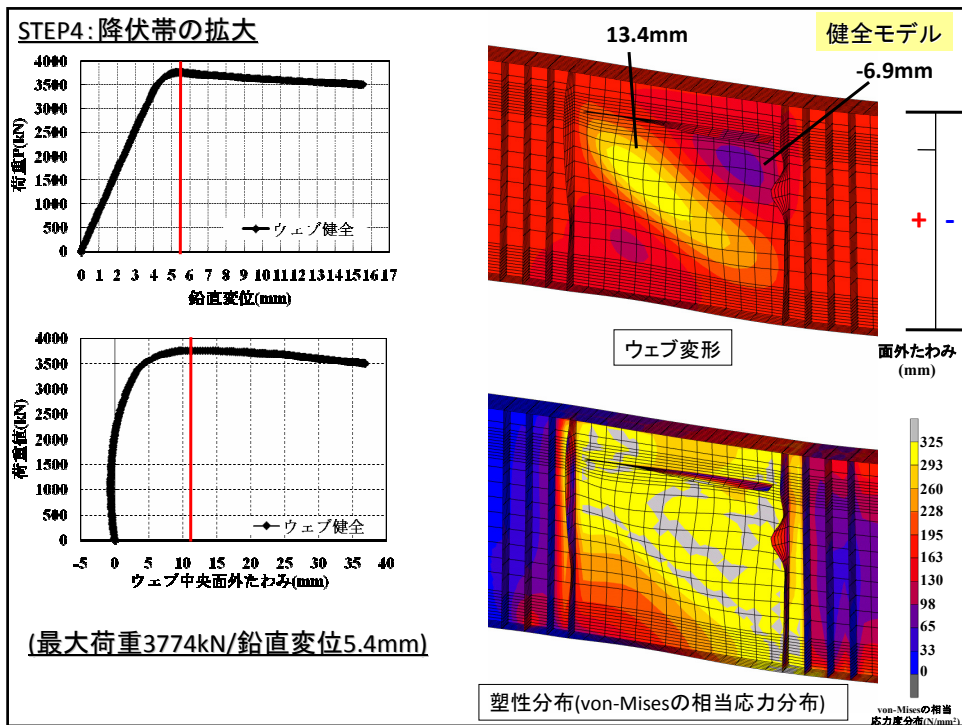 STEP4:降伏帯の拡大
4000
3500
3000
2500
2000
1500
1000
500
0
荷重P(kN)
ウェブ健全
0 1 2 3 4 5 6 7 8 9 10 11 12 13 14 15 16 17
鉛直変位(mm)
4000
3500
3000
2500
2000
1500
1000
500
0
荷重値(kN)
ウェブ健全
-5 0 5 10 15 20 25 30 35 40
ウェブ中央面外たわみ(mm)
(最大荷重3774kN/鉛直変位5.4mm)
健全モデル
13.4mm
-6.9mm
+ -
面外たわみ
(mm)
ウェブ変形
325
293
260
228
195
163
130
98
65
33
0
von-Misesの相当
応力度分布(N/mm²)
塑性分布(von-Misesの相当応力分布)